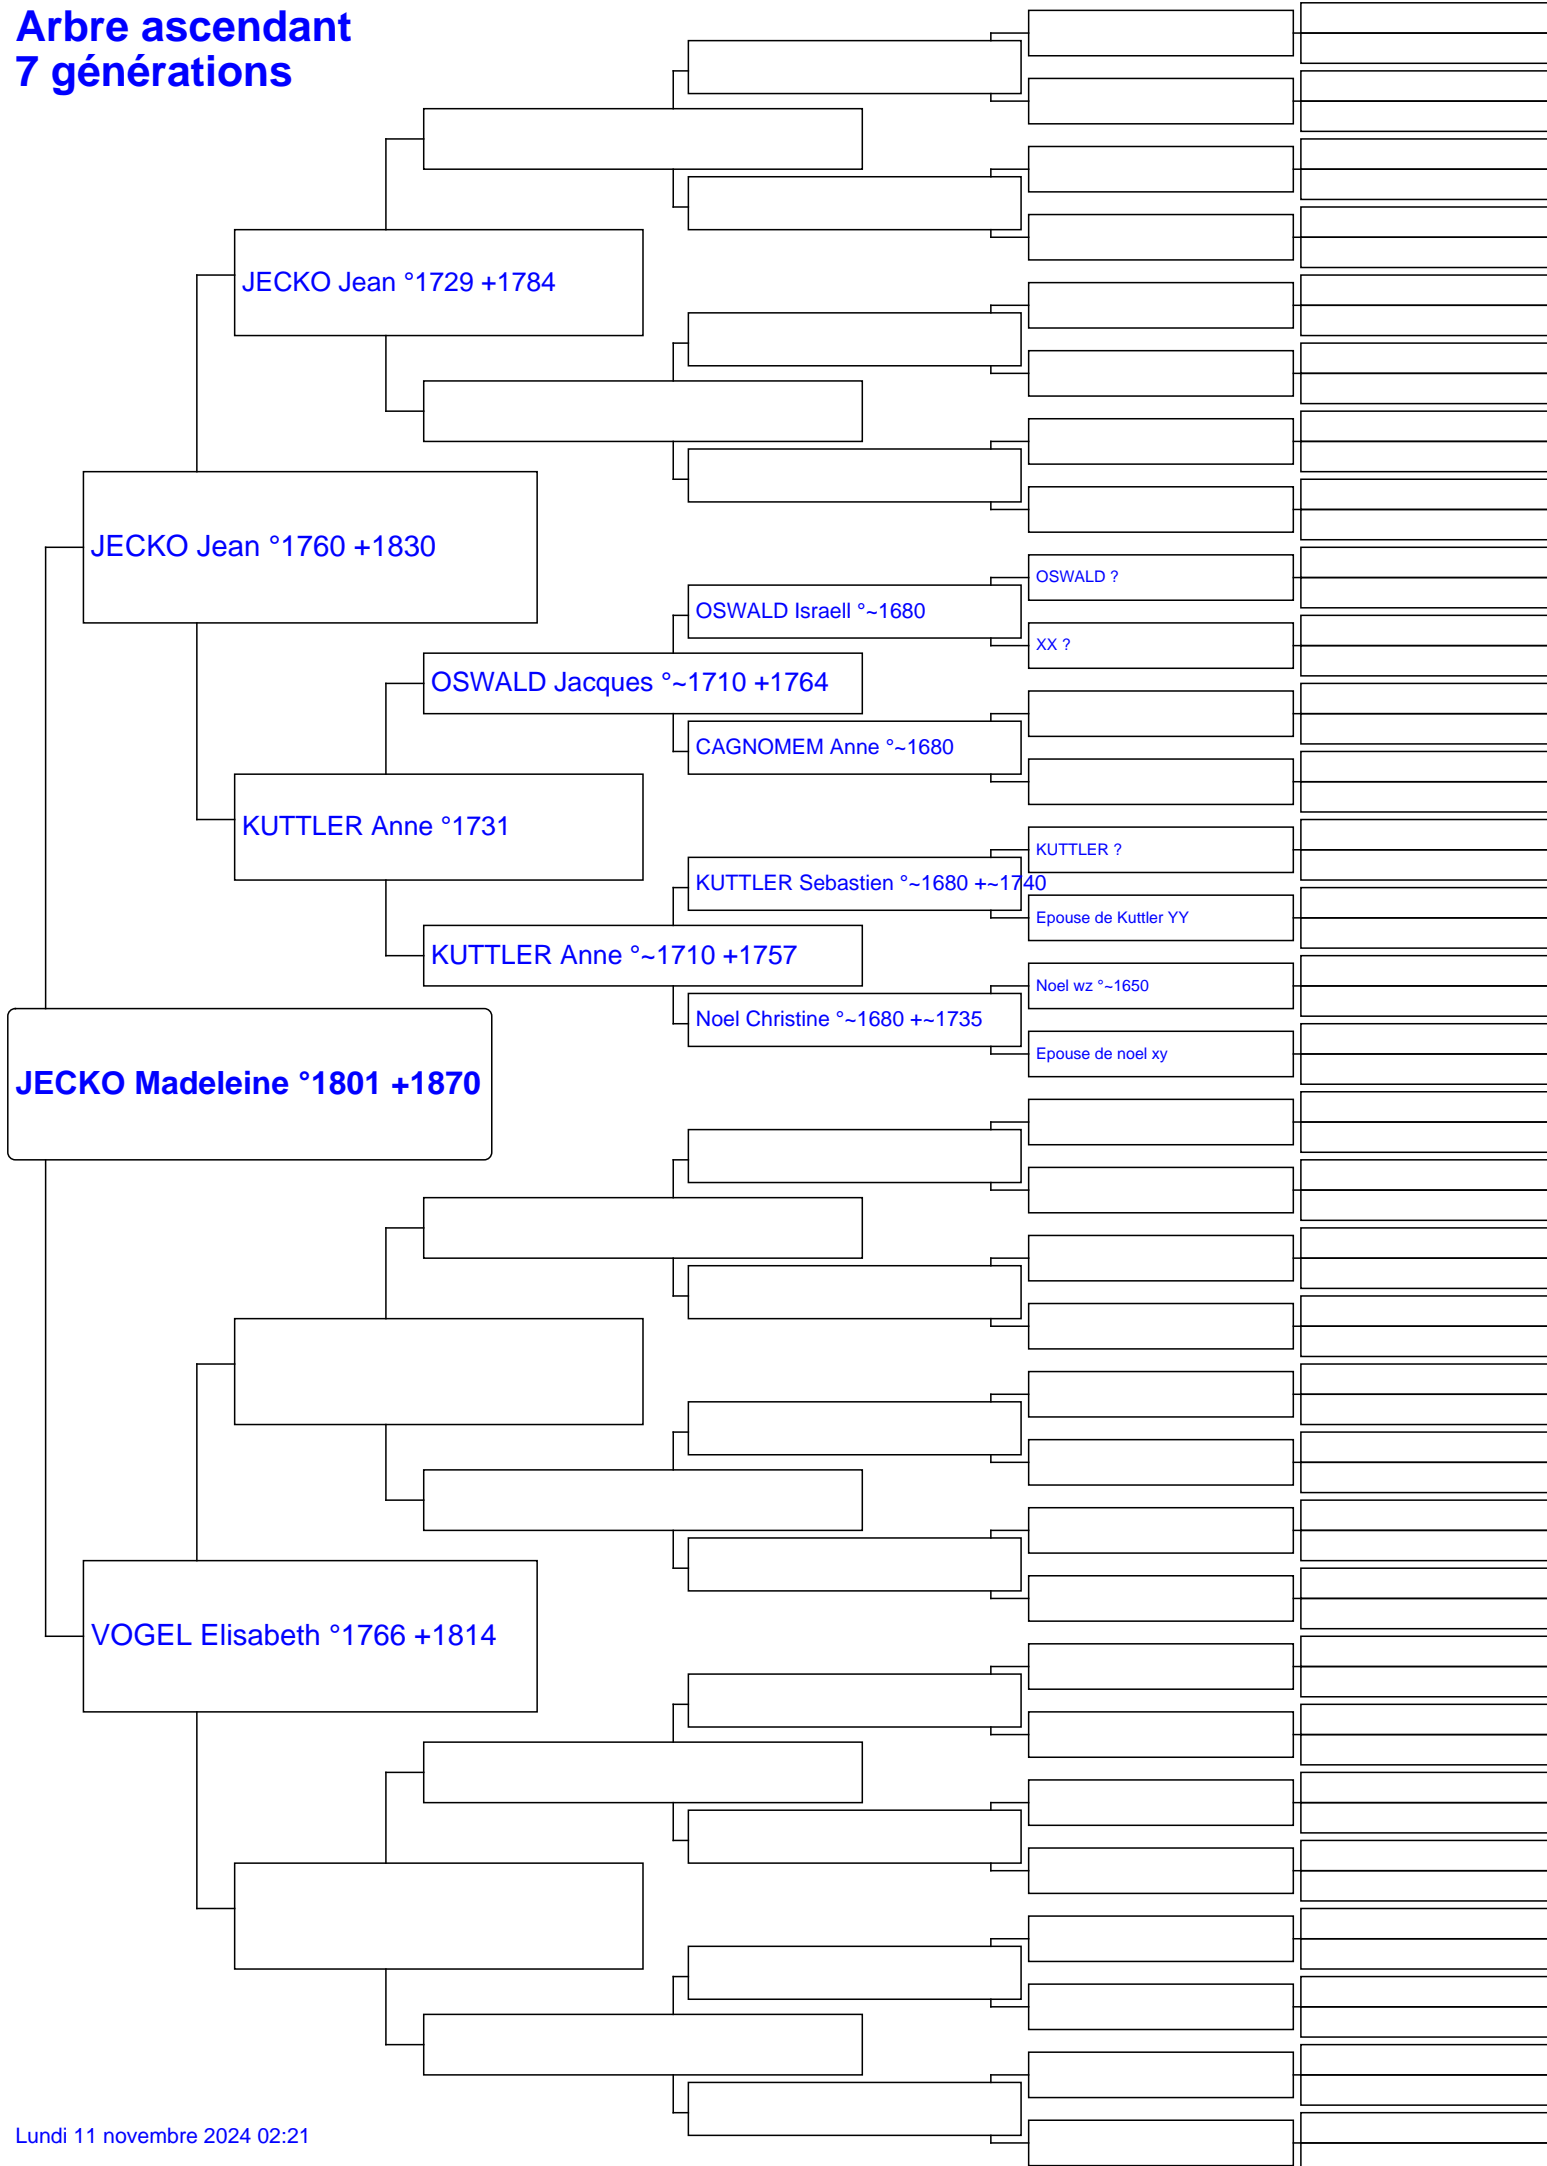 Arbre ascendant
7 générations
JECKO Jean °1729 +1784
JECKO Jean °1760 +1830
OSWALD ?
OSWALD Israell °~1680
XX ?
OSWALD Jacques °~1710 +1764
CAGNOMEM Anne °~1680
KUTTLER Anne °1731
KUTTLER ?
KUTTLER Sebastien °~1680 +~1740
Epouse de Kuttler YY
KUTTLER Anne °~1710 +1757
Noel wz °~1650
Noel Christine °~1680 +~1735
Epouse de noel xy
JECKO Madeleine °1801 +1870
VOGEL Elisabeth °1766 +1814
Lundi 11 novembre 2024 02:21